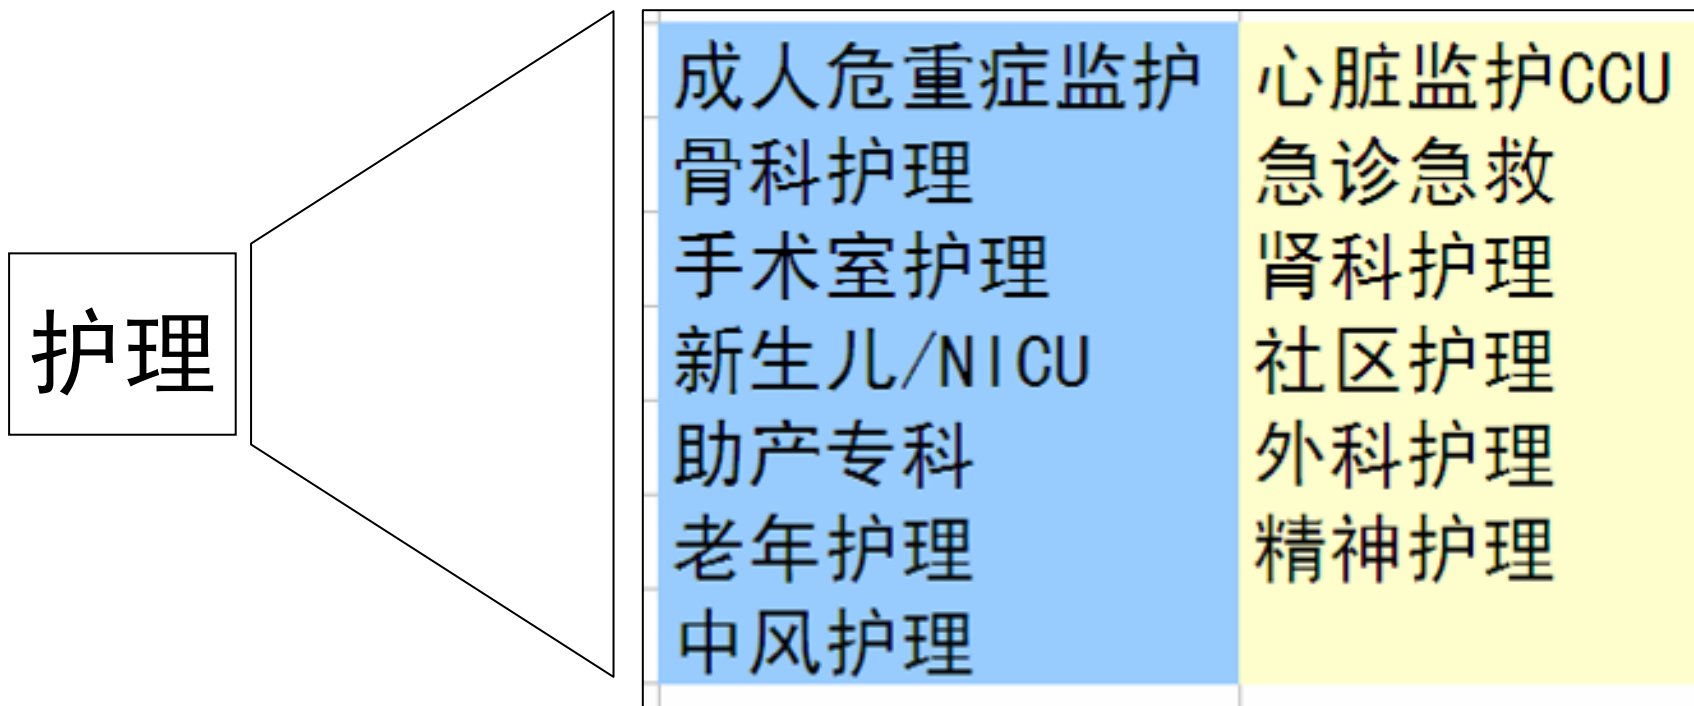 护理
成人危重症监护 心脏监护CCU
骨科护理 急诊急救
手术室护理 肾科护理
新生儿/NICU 社区护理
助产专科 外科护理
老年护理 精神护理
中风护理